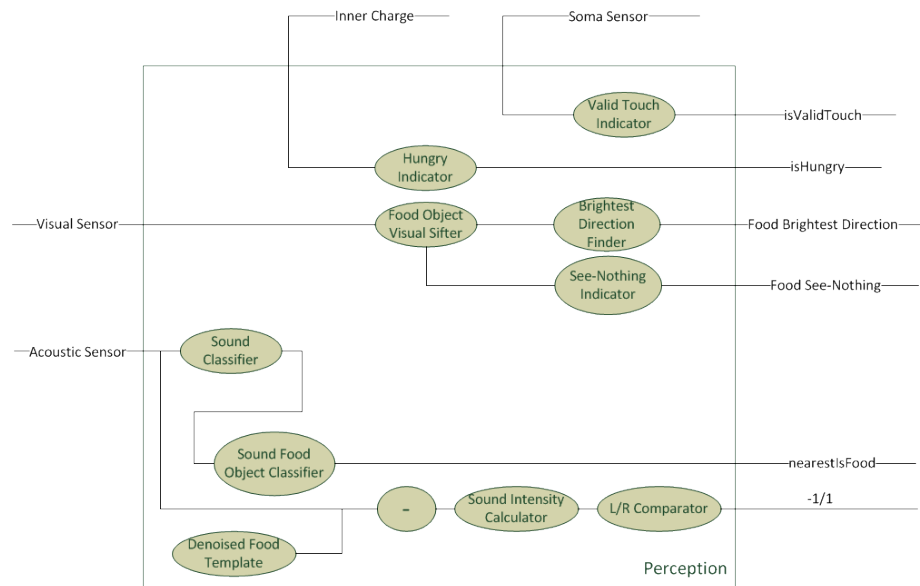 Inner Charge
Soma Sensor
Valid Touch
Indicator
isValidTouch
Hungry
Indicator
isHungry
Visual Sensor
Food Object
Visual Sifter
Brightest
Direction
Finder
Food Brightest Direction
See-Nothing
Indicator
Food See-Nothing
Acoustic Sensor
Sound
Classifier
Sound Food
Object Classifier
nearestIsFood
-
Sound Intensity
Calculator
L/R Comparator
-1/1
Denoised Food
Template
Perception